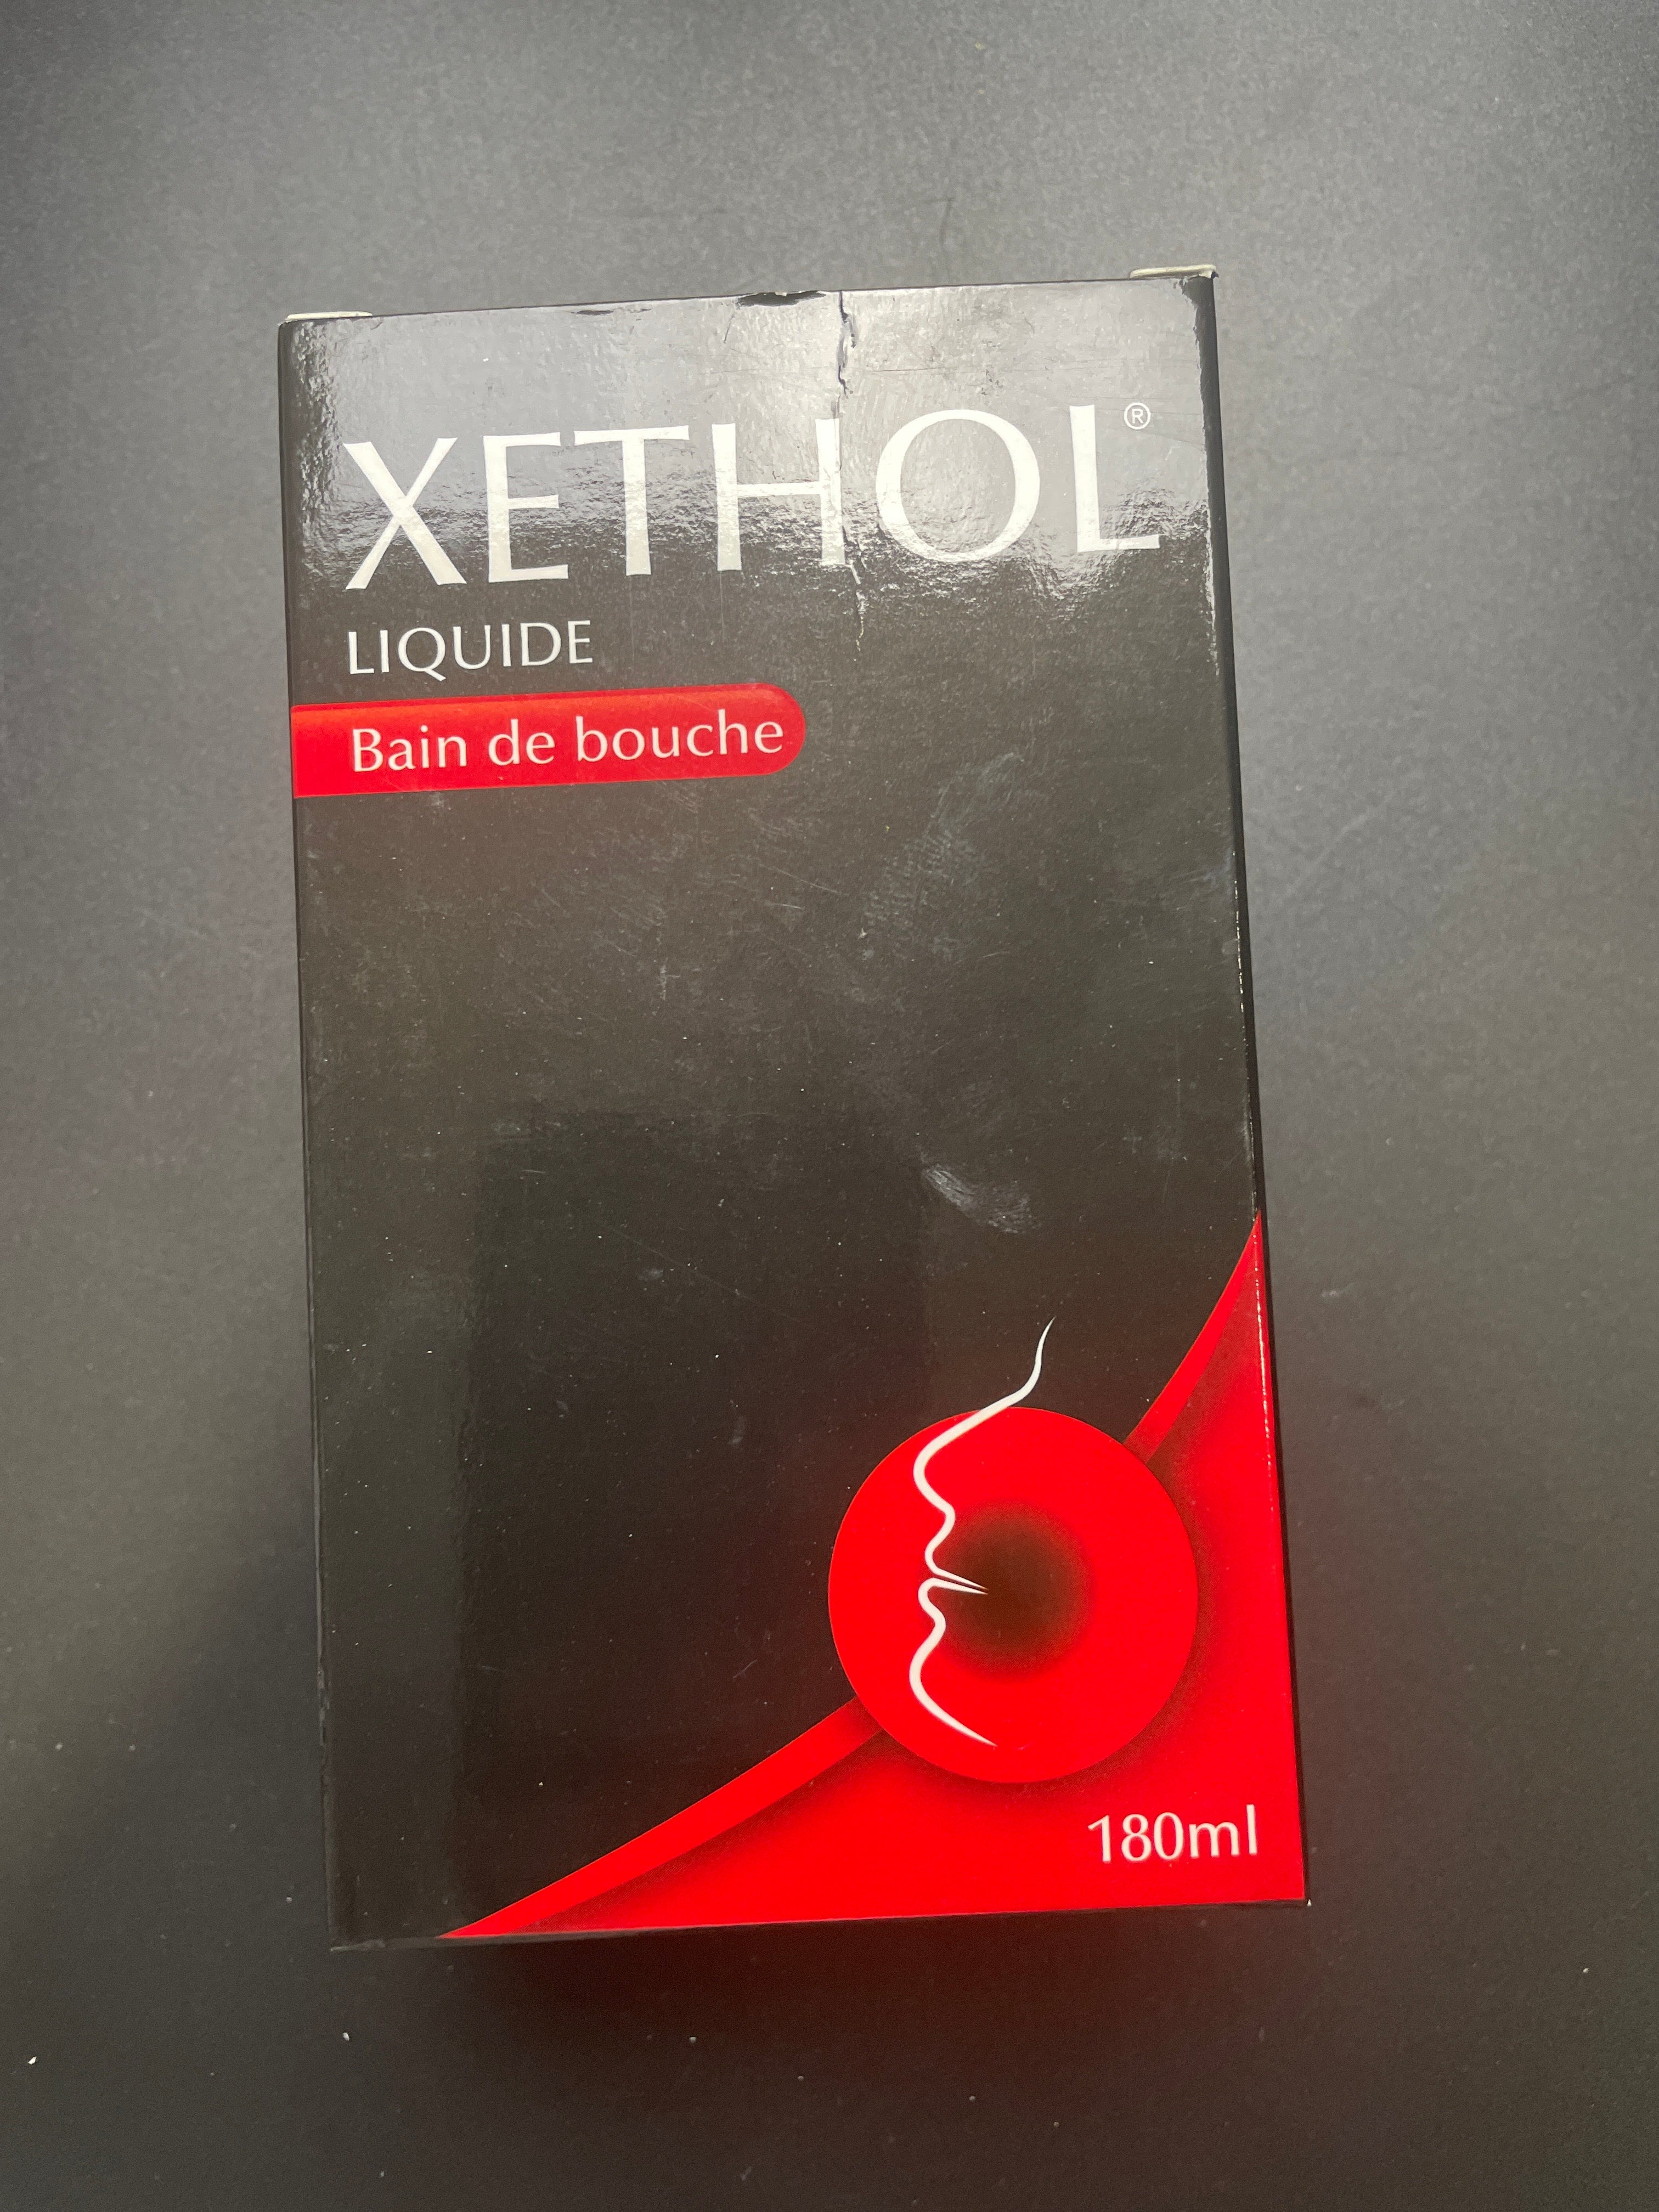 XETHOL®
LIQUIDE
Bain de bouche
180ml